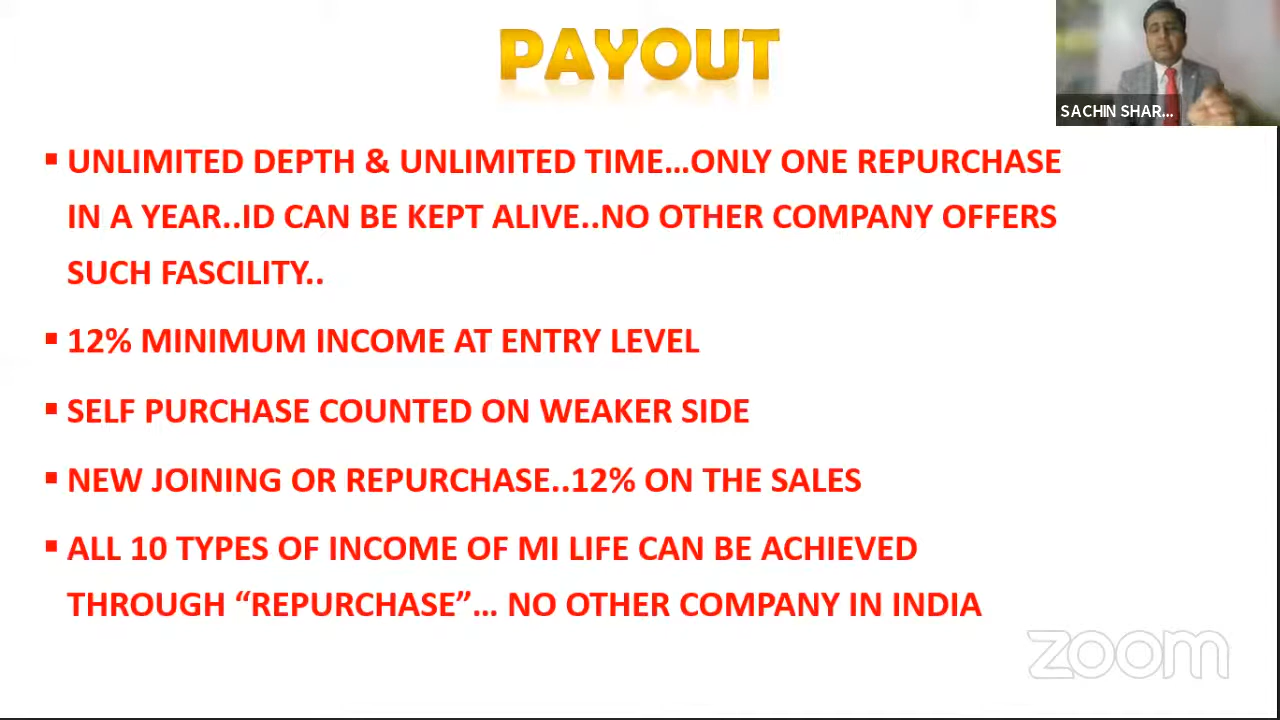 PAYOUT
SACHIN SHAR...
▪ UNLIMITED DEPTH & UNLIMITED TIME...ONLY ONE REPURCHASE
IN A YEAR..ID CAN BE KEPT ALIVE..NO OTHER COMPANY OFFERS
SUCH FASCILITY..
▪ 12% MINIMUM INCOME AT ENTRY LEVEL
▪ SELF PURCHASE COUNTED ON WEAKER SIDE
▪ NEW JOINING OR REPURCHASE..12% ON THE SALES
▪ ALL 10 TYPES OF INCOME OF MI LIFE CAN BE ACHIEVED
THROUGH “REPURCHASE”... NO OTHER COMPANY IN INDIA
zoom